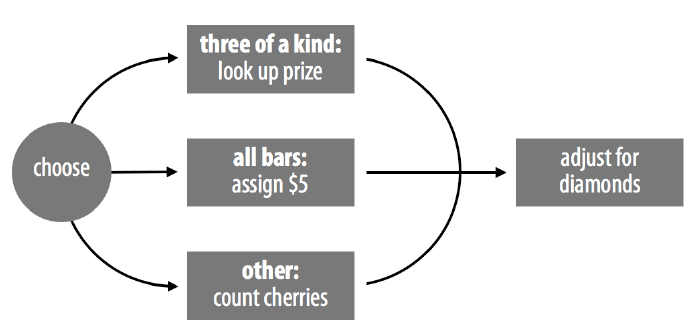 choose
three of a kind:
look up prize
all bars:
assign $5
other:
count cherries
adjust for
diamonds